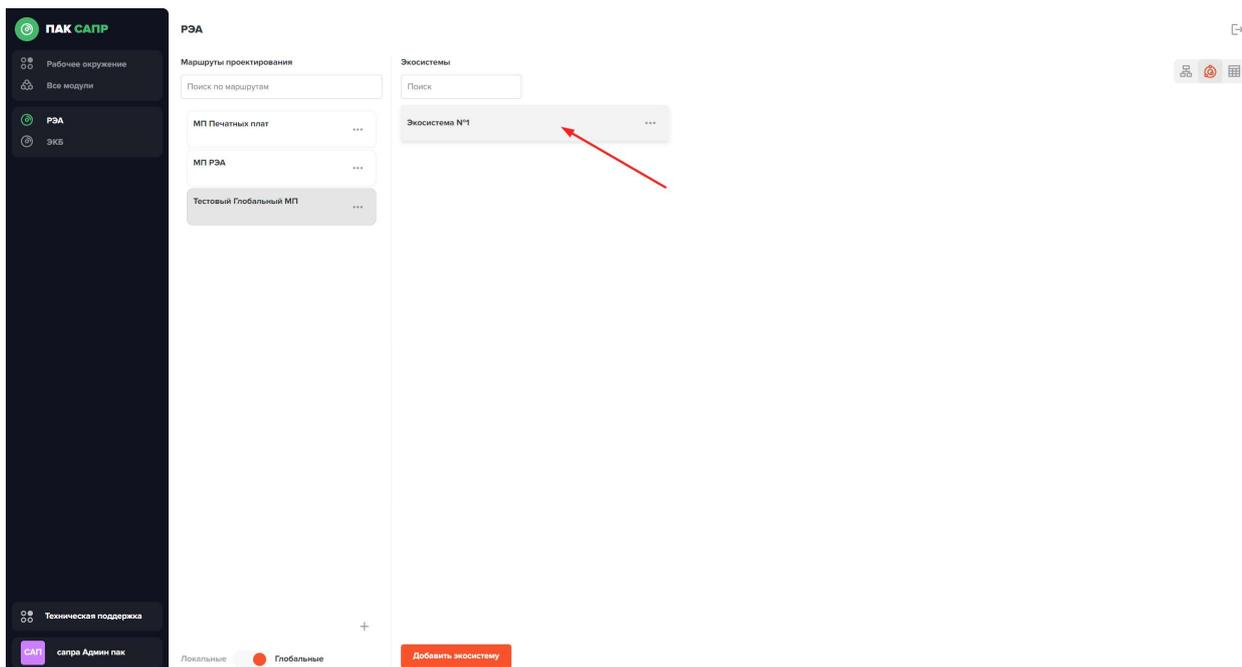 ПАК САПР
Рабочее окружение
Все модули
РЭА
ЭКБ
Техническая поддержка
САП
сапра Админ пак
РЭА
Маршруты проектирования
Поиск по маршрутам
МП Печатных плат
МП РЭА
Тестовый Глобальный МП
Локальные
Глобальные
Экосистемы
Поиск
Экосистема №1
Добавить экосистему